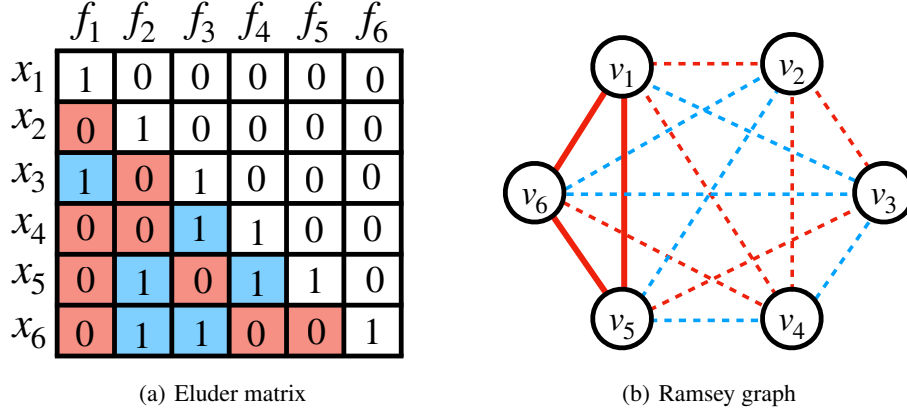 f1 f2 f3 f4 f5 f6
x1 1 0 0 0 0 0
x2 0 1 0 0 0 0
x3 1 0 1 0 0 0
x4 0 0 1 1 0 0
x5 0 1 0 1 1 0
x6 0 1 1 0 0 1
v1 v2
v6 v3
v5 v4
(a) Eluder matrix
(b) Ramsey graph